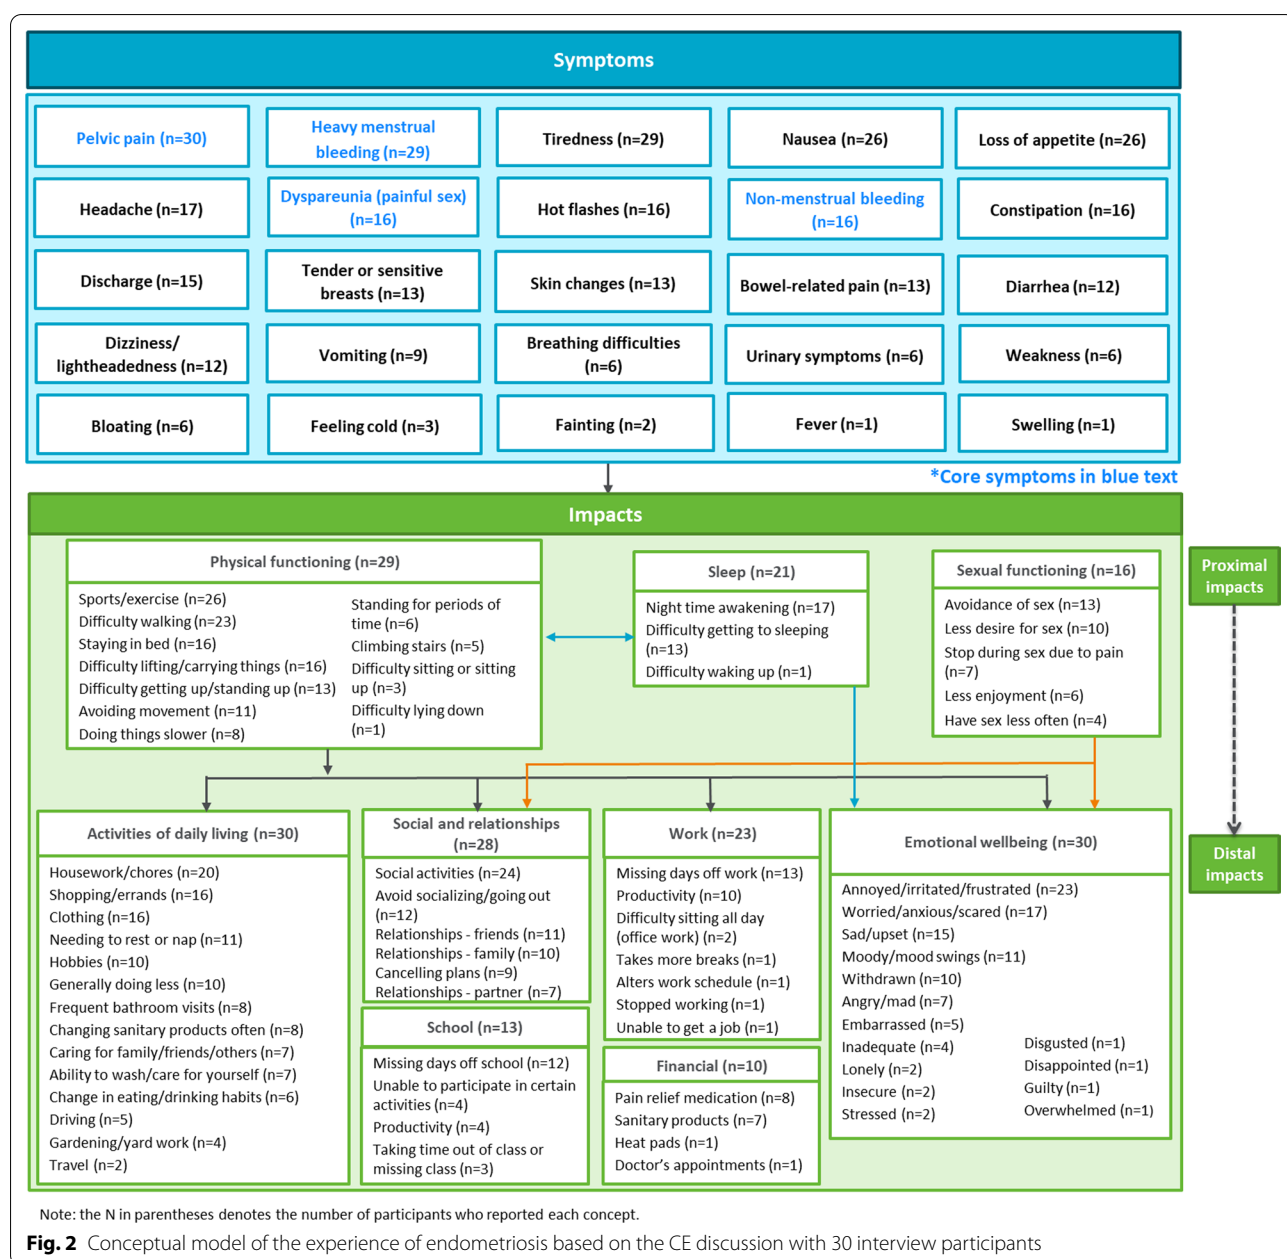 Symptoms
Pelvic pain (n=30)
Heavy menstrual
bleeding (n=29)
Tiredness (n=29)
Nausea (n=26)
Loss of appetite (n=26)
Headache (n=17)
Dyspareunia (painful sex)
(n=16)
Hot flashes (n=16)
Non-menstrual bleeding
(n=16)
Constipation (n=16)
Discharge (n=15)
Tender or sensitive
breasts (n=13)
Skin changes (n=13)
Bowel-related pain (n=13)
Diarrhea (n=12)
Dizziness/
lightheadedness (n=12)
Vomiting (n=9)
Breathing difficulties
(n=6)
Urinary symptoms (n=6)
Weakness (n=6)
Bloating (n=6)
Feeling cold (n=3)
Fainting (n=2)
Fever (n=1)
Swelling (n=1)
*Core symptoms in blue text
Impacts
Physical functioning (n=29)
Sports/exercise (n=26)
Difficulty walking (n=23)
Staying in bed (n=16)
Difficulty lifting/carrying things (n=16)
Difficulty getting up/standing up (n=13)
Avoiding movement (n=11)
Doing things slower (n=8)
Standing for periods of
time (n=6)
Climbing stairs (n=5)
Difficulty sitting or sitting
up (n=3)
Difficulty lying down
(n=1)
Sleep (n=21)
Night time awakening (n=17)
Difficulty getting to sleeping
(n=13)
Difficulty waking up (n=1)
Sexual functioning (n=16)
Avoidance of sex (n=13)
Less desire for sex (n=10)
Stop during sex due to pain
(n=7)
Less enjoyment (n=6)
Have sex less often (n=4)
Proximal
impacts
Activities of daily living (n=30)
Housework/chores (n=20)
Shopping/errands (n=16)
Clothing (n=16)
Needing to rest or nap (n=11)
Hobbies (n=10)
Generally doing less (n=10)
Frequent bathroom visits (n=8)
Changing sanitary products often (n=8)
Caring for family/friends/others (n=7)
Ability to wash/care for yourself (n=7)
Change in eating/drinking habits (n=6)
Driving (n=5)
Gardening/yard work (n=4)
Travel (n=2)
Social and relationships
(n=28)
Social activities (n=24)
Avoid socializing/going out
(n=12)
Relationships - friends (n=11)
Relationships - family (n=10)
Cancelling plans (n=9)
Relationships - partner (n=7)
School (n=13)
Missing days off school (n=12)
Unable to participate in certain
activities (n=4)
Productivity (n=4)
Taking time out of class or
missing class (n=3)
Work (n=23)
Missing days off work (n=13)
Productivity (n=10)
Difficulty sitting all day
(office work) (n=2)
Takes more breaks (n=1)
Alters work schedule (n=1)
Stopped working (n=1)
Unable to get a job (n=1)
Financial (n=10)
Pain relief medication (n=8)
Sanitary products (n=7)
Heat pads (n=1)
Doctor's appointments (n=1)
Emotional wellbeing (n=30)
Annoyed/irritated/frustrated (n=23)
Worried/anxious/scared (n=17)
Sad/upset (n=15)
Moody/mood swings (n=11)
Withdrawn (n=10)
Angry/mad (n=7)
Embarrassed (n=5)
Inadequate (n=4)
Lonely (n=2)
Insecure (n=2)
Stressed (n=2)
Disgusted (n=1)
Disappointed (n=1)
Guilty (n=1)
Overwhelmed (n=1)
Distal
impacts
Note: the N in parentheses denotes the number of participants who reported each concept.
Fig. 2 Conceptual model of the experience of endometriosis based on the CE discussion with 30 interview participants